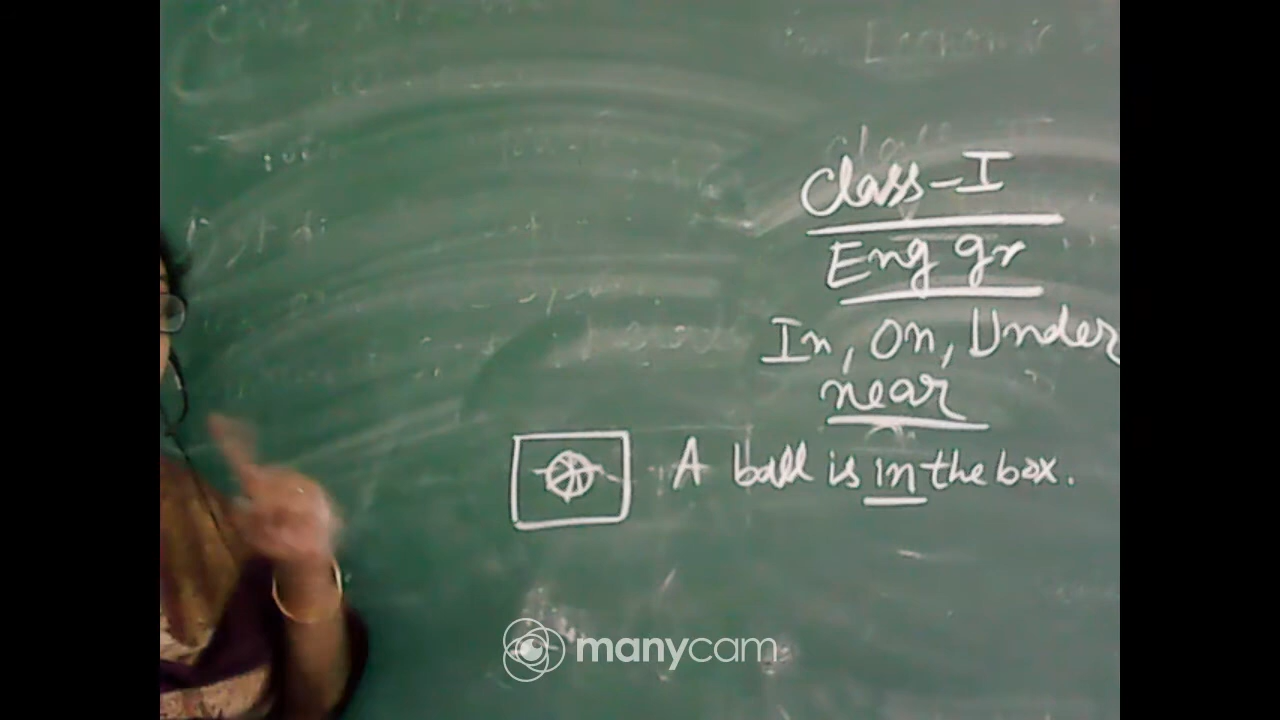 Class-I
Eng gr
In, On, Under
near
A ball is in the box.
manycam